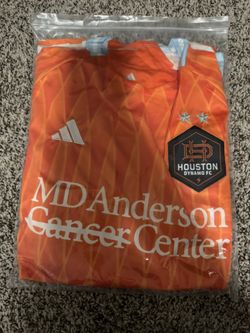 HOUSTON
DYNAMO FC
MD Anderson
Cancer Center